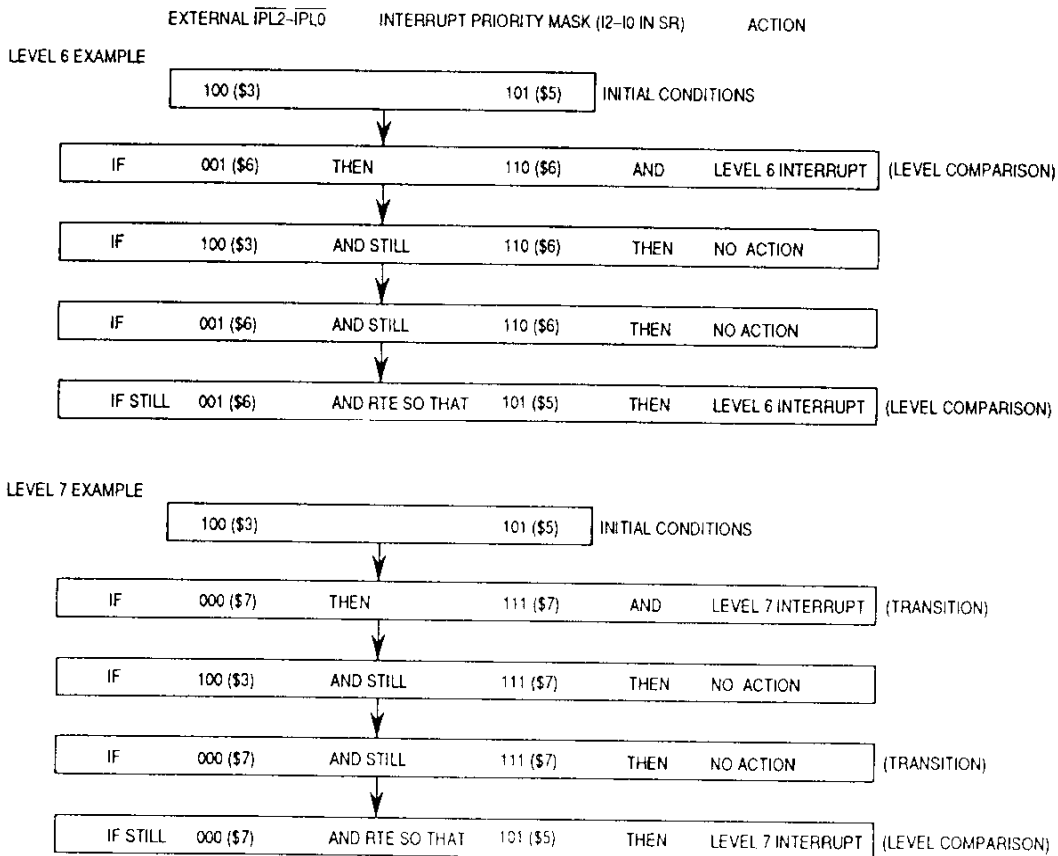 EXTERNAL IPL2–IPL0 INTERRUPT PRIORITY MASK (I2–I0 IN SR) ACTION
LEVEL 6 EXAMPLE
100 ($3) 101 ($5) INITIAL CONDITIONS
IF 001 ($6) THEN 110 ($6) AND LEVEL 6 INTERRUPT (LEVEL COMPARISON)
IF 100 ($3) AND STILL 110 ($6) THEN NO ACTION
IF 001 ($6) AND STILL 110 ($6) THEN NO ACTION
IF STILL 001 ($6) AND RTE SO THAT 101 ($5) THEN LEVEL 6 INTERRUPT (LEVEL COMPARISON)
LEVEL 7 EXAMPLE
100 ($3) 101 ($5) INITIAL CONDITIONS
IF 000 ($7) THEN 111 ($7) AND LEVEL 7 INTERRUPT (TRANSITION)
IF 100 ($3) AND STILL 111 ($7) THEN NO ACTION
IF 000 ($7) AND STILL 111 ($7) THEN NO ACTION (TRANSITION)
IF STILL 000 ($7) AND RTE SO THAT 101 ($5) THEN LEVEL 7 INTERRUPT (LEVEL COMPARISON)